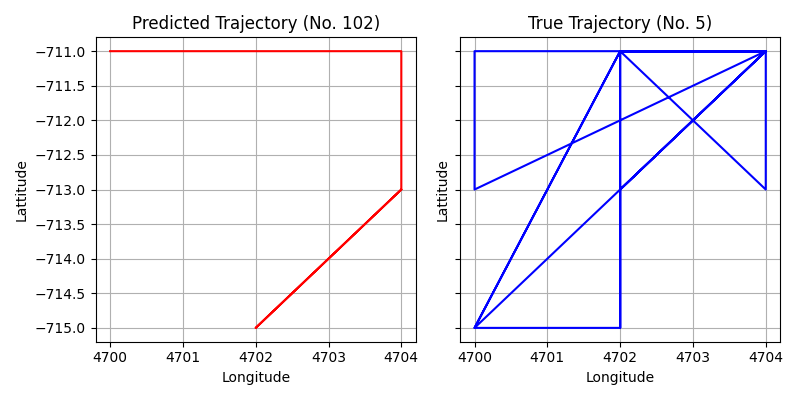 Predicted Trajectory (No. 102)
Lattitude
−711.0
−711.5
−712.0
−712.5
−713.0
−713.5
−714.0
−714.5
−715.0
4700 4701 4702 4703 4704
Longitude
True Trajectory (No. 5)
Lattitude
4700 4701 4702 4703 4704
Longitude